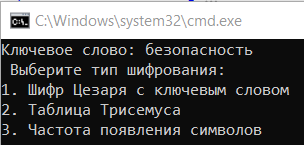 C:\Windows\system32\cmd.exe
Ключевое слово: безопасность
Выберите тип шифрования:
1. Шифр Цезаря с ключевым словом
2. Таблица Трисемуса
3. Частота появления символов